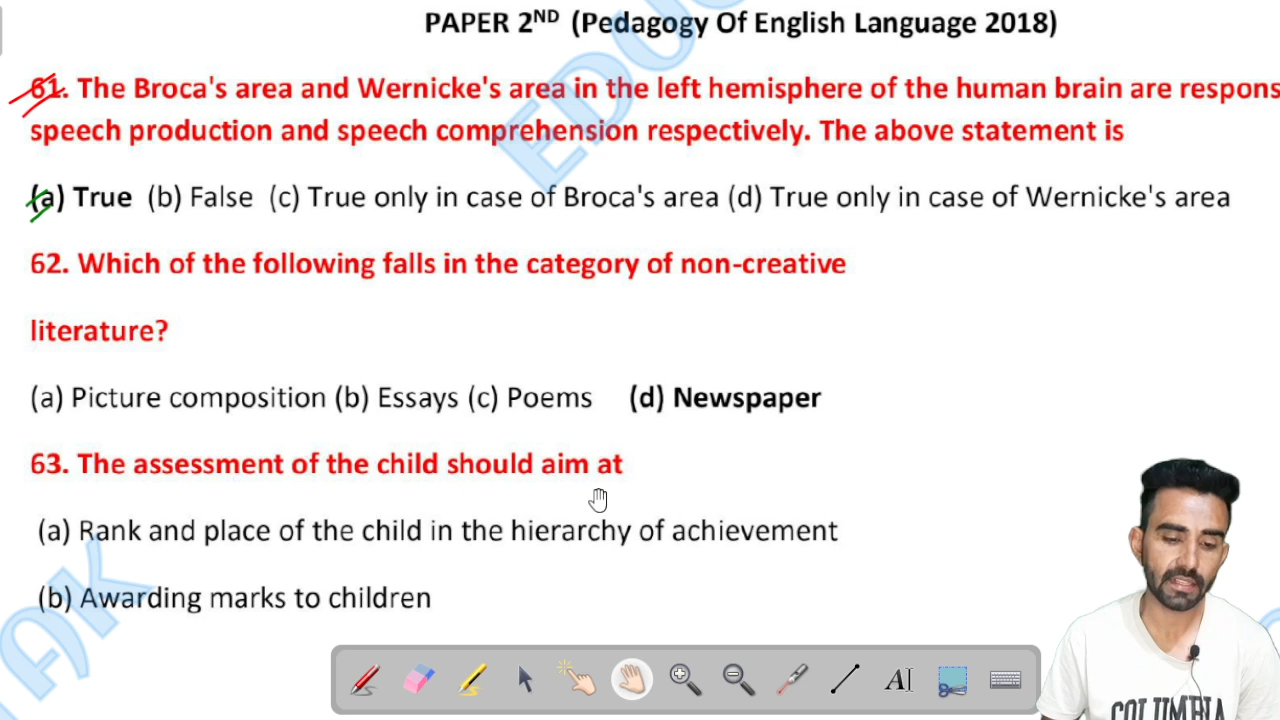 PAPER 2ND (Pedagogy Of English Language 2018)
61. The Broca's area and Wernicke's area in the left hemisphere of the human brain are respons
speech production and speech comprehension respectively. The above statement is
(a) True (b) False (c) True only in case of Broca's area (d) True only in case of Wernicke's area
62. Which of the following falls in the category of non-creative
literature?
(a) Picture composition (b) Essays (c) Poems (d) Newspaper
63. The assessment of the child should aim at
(a) Rank and place of the child in the hierarchy of achievement
(b) Awarding marks to children
AI
COLUMBIA